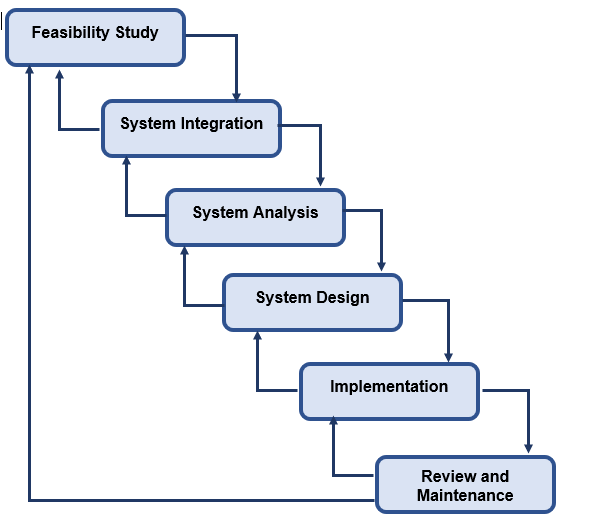 Feasibility Study
System Integration
System Analysis
System Design
Implementation
Review and
Maintenance